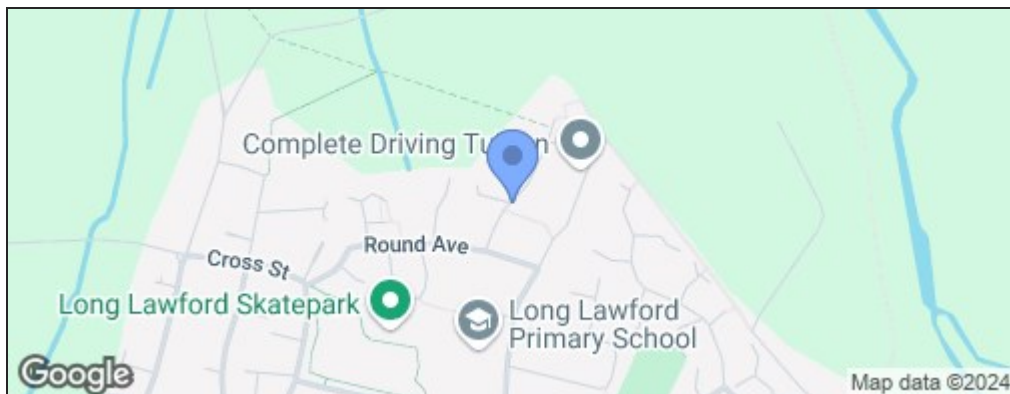 Complete Driving
Round Ave
Cross St
Long Lawford Skatepark
Long Lawford
Primary School
Google
Map data ©2024